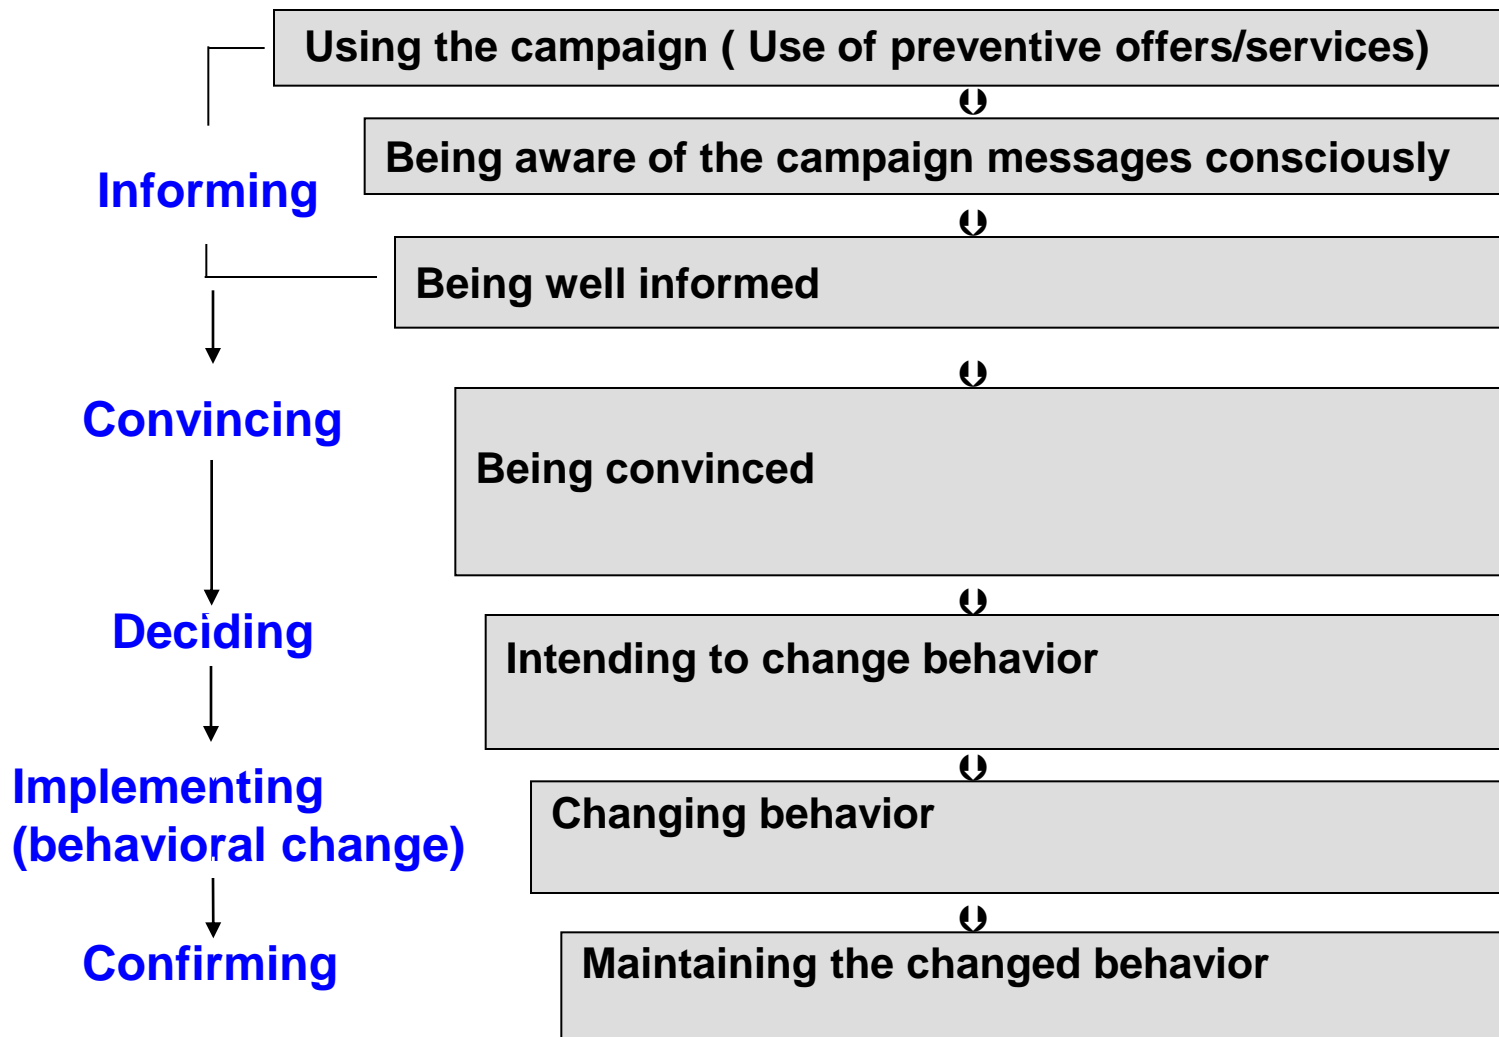 Using the campaign ( Use of preventive offers/services)
Being aware of the campaign messages consciously
Informing
Being well informed
Convincing
Being convinced
Deciding
Intending to change behavior
Implementing
(behavioral change)
Changing behavior
Confirming
Maintaining the changed behavior